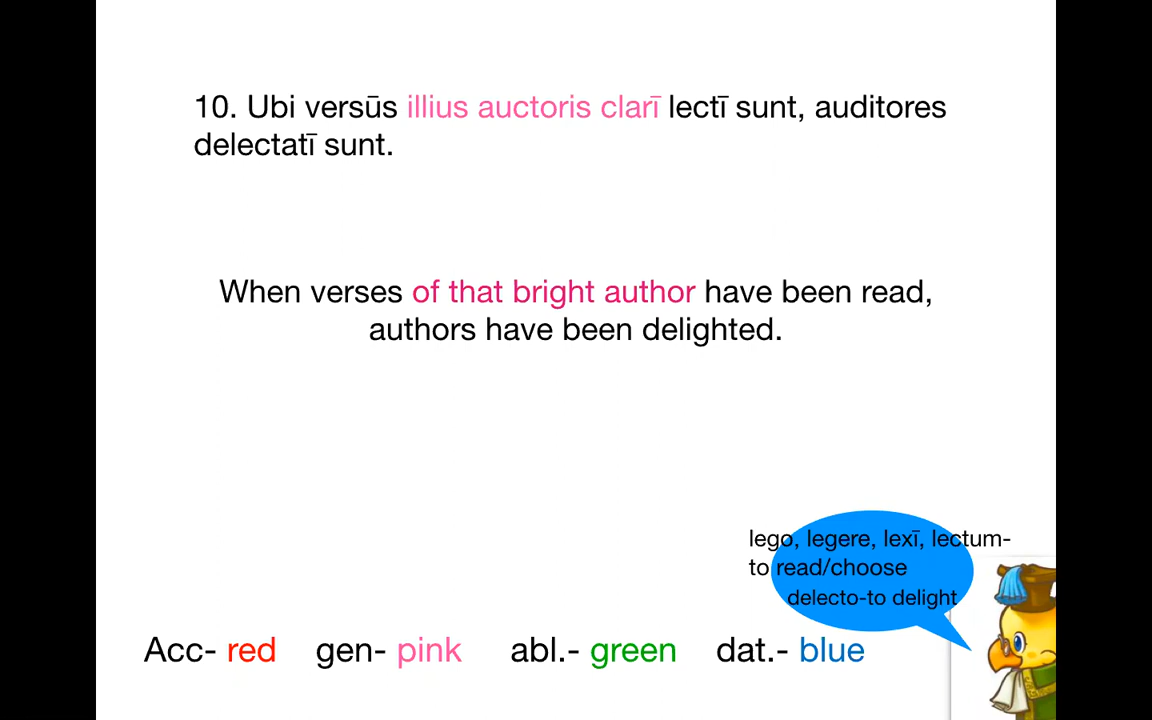 10. Ubi versūs illius auctoris clarī lectī sunt, auditores
delectatī sunt.
When verses of that bright author have been read,
authors have been delighted.
lego, legere, lexī, lectum-
to read/choose
delecto-to delight
Acc- red gen- pink abl.- green dat.- blue